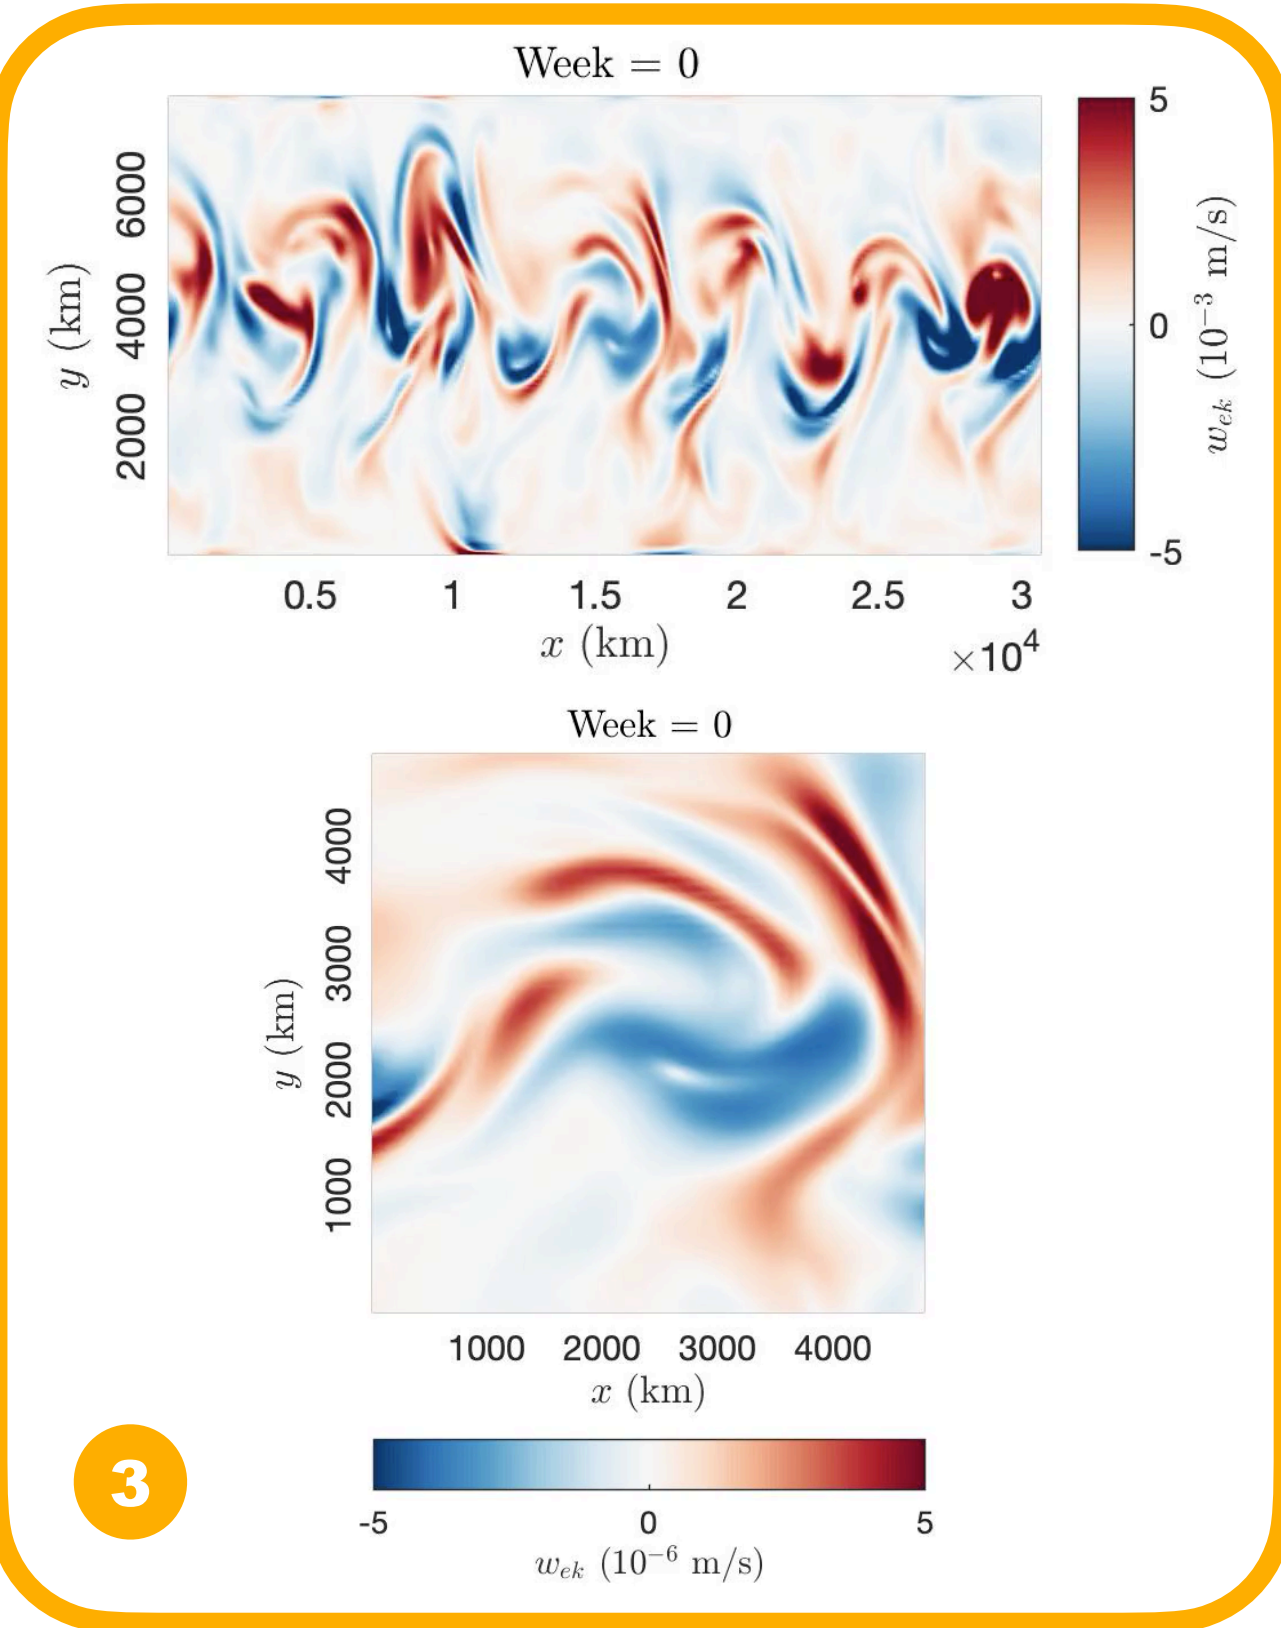 Week = 0
5
0
-5
w_ek (10^−3 m/s)
6000
4000
2000
y (km)
0.5 1 1.5 2 2.5 3
x (km)
×10^4
Week = 0
4000
3000
2000
1000
y (km)
1000 2000 3000 4000
x (km)
3
-5 0 5
w_ek (10^−6 m/s)